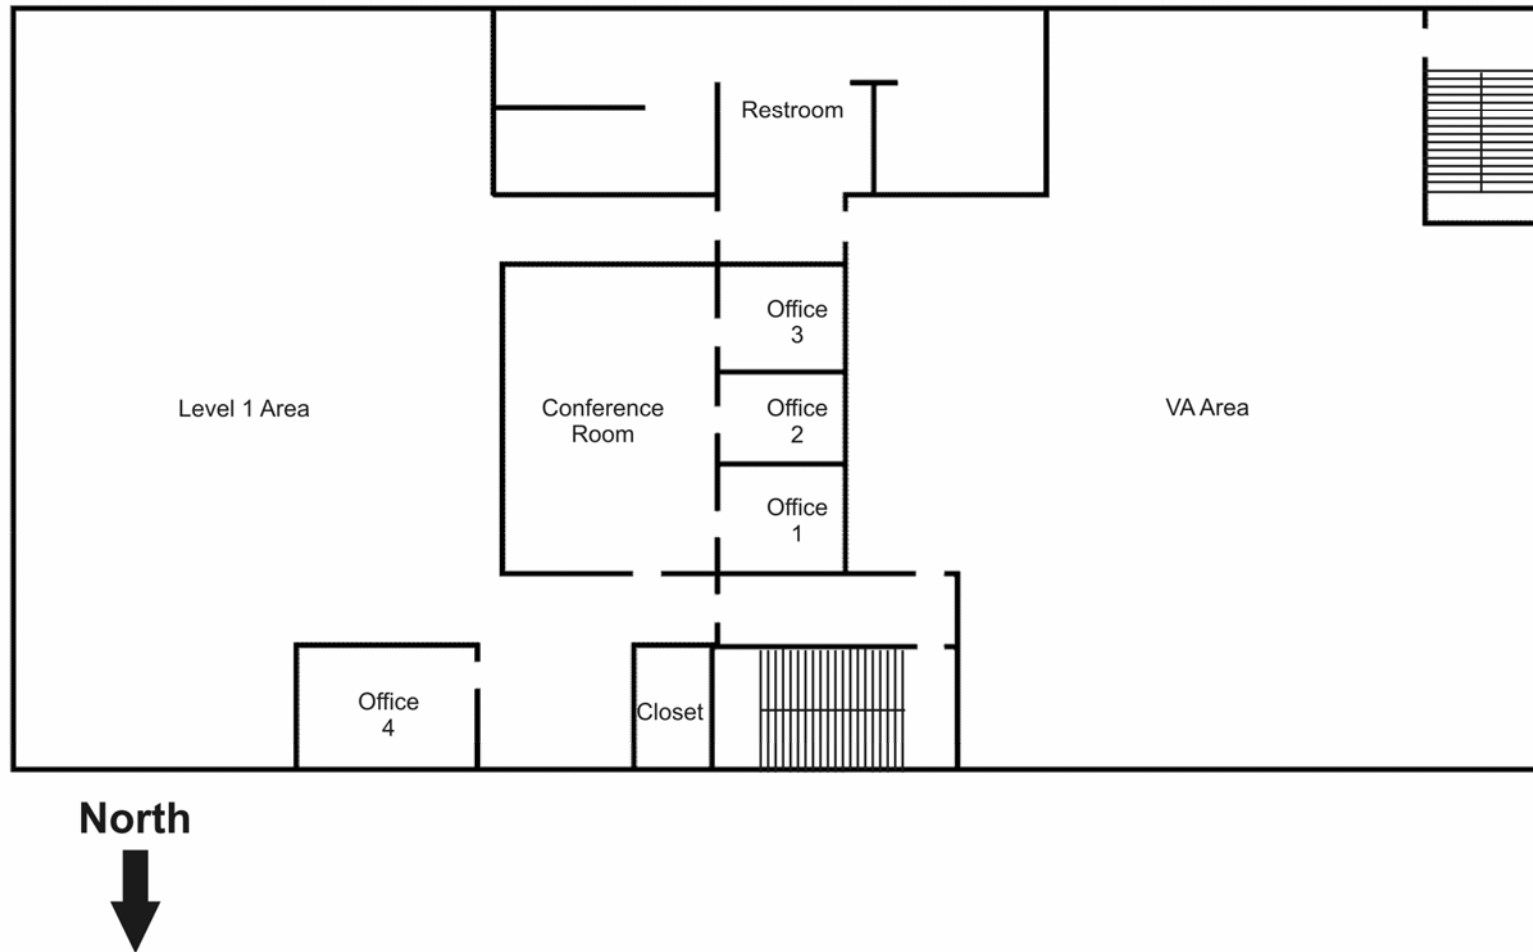 Restroom
Office
3
Level 1 Area
Conference
Room
Office
2
VA Area
Office
1
Office
4
Closet
North